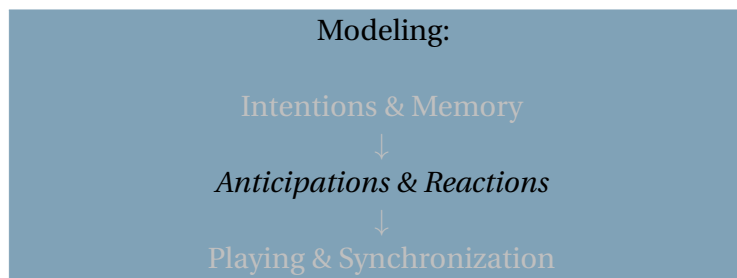 Modeling:
Intentions & Memory
↓
Anticipations & Reactions
↓
Playing & Synchronization